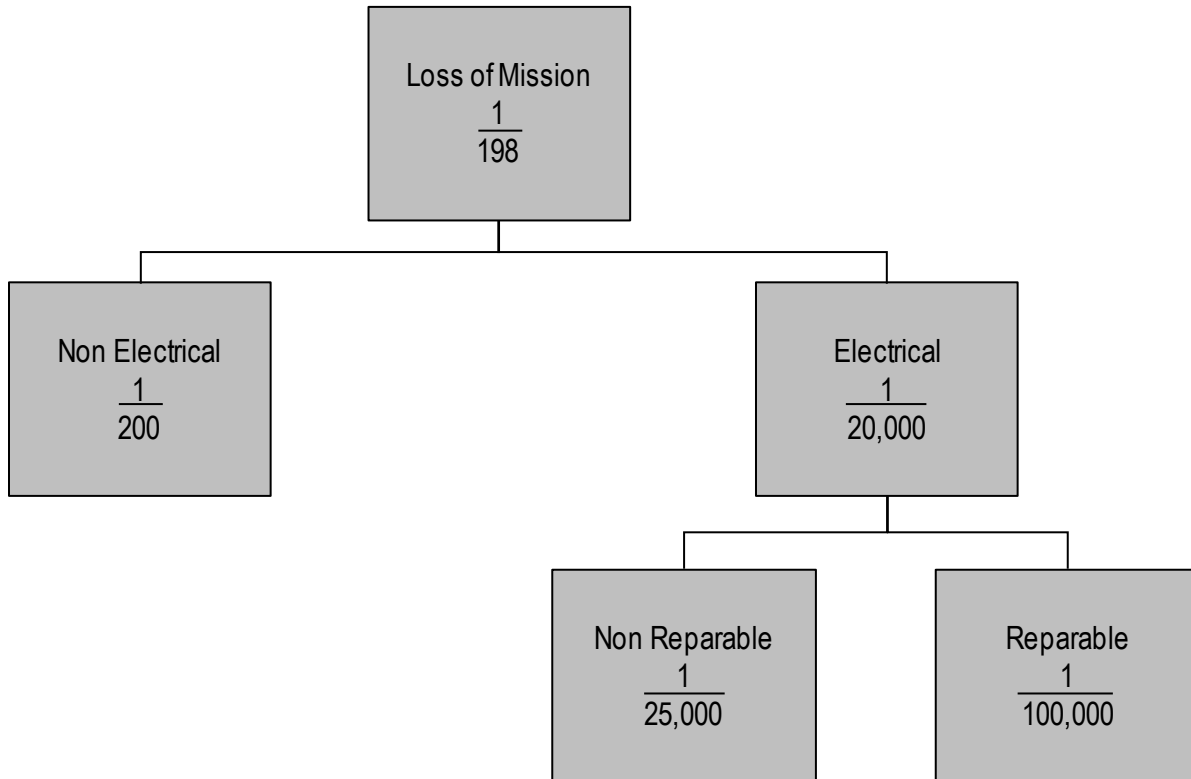 Loss of Mission
1
198
Non Electrical
1
200
Electrical
1
20,000
Non Reparable
1
25,000
Reparable
1
100,000